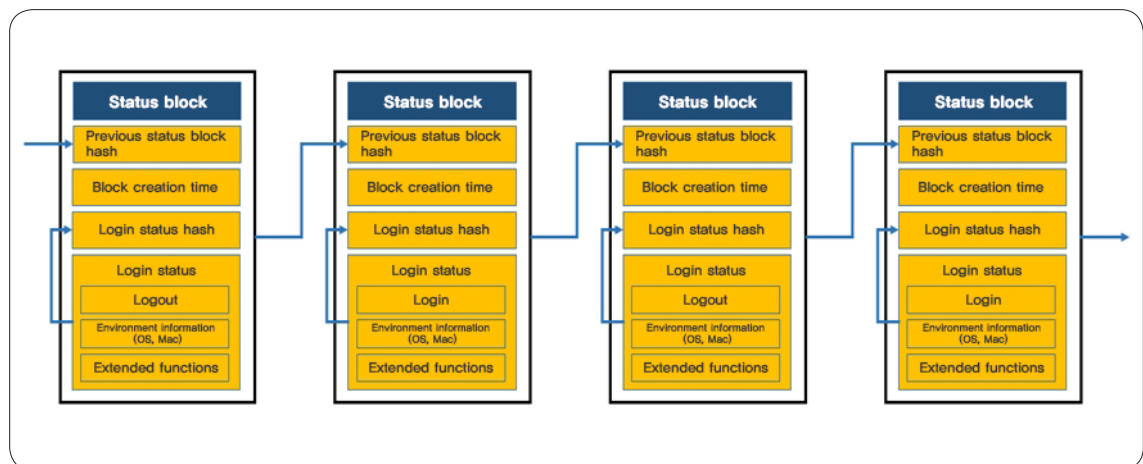 Status block
Previous status block
hash
Block creation time
Login status hash
Login status
Logout
Environment information
(OS, Mac)
Extended functions
Status block
Previous status block
hash
Block creation time
Login status hash
Login status
Login
Environment information
(OS, Mac)
Extended functions
Status block
Previous status block
hash
Block creation time
Login status hash
Login status
Logout
Environment information
(OS, Mac)
Extended functions
Status block
Previous status block
hash
Block creation time
Login status hash
Login status
Login
Environment information
(OS, Mac)
Extended functions